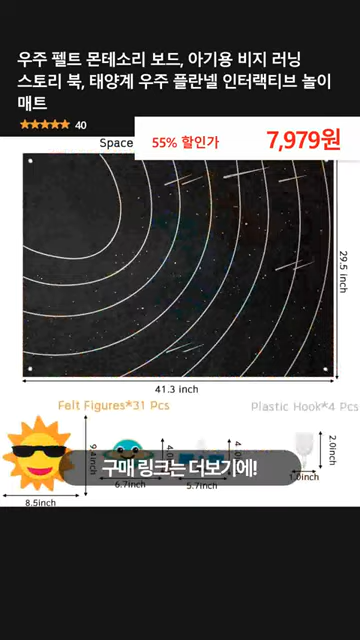 우주 펠트 몬테소리 보드, 아기용 비지 러닝
스토리 북, 태양계 우주 플란넬 인터랙티브 놀이
매트
40
Space
55% 할인가
7,979원
29.5 inch
41.3 inch
Felt Figures*31 Pcs
Plastic Hook*4 Pcs
9.4inch
2.0inch
구매 링크는 더보기에!
1.0inch
6.7inch
5.7inch
8.5inch